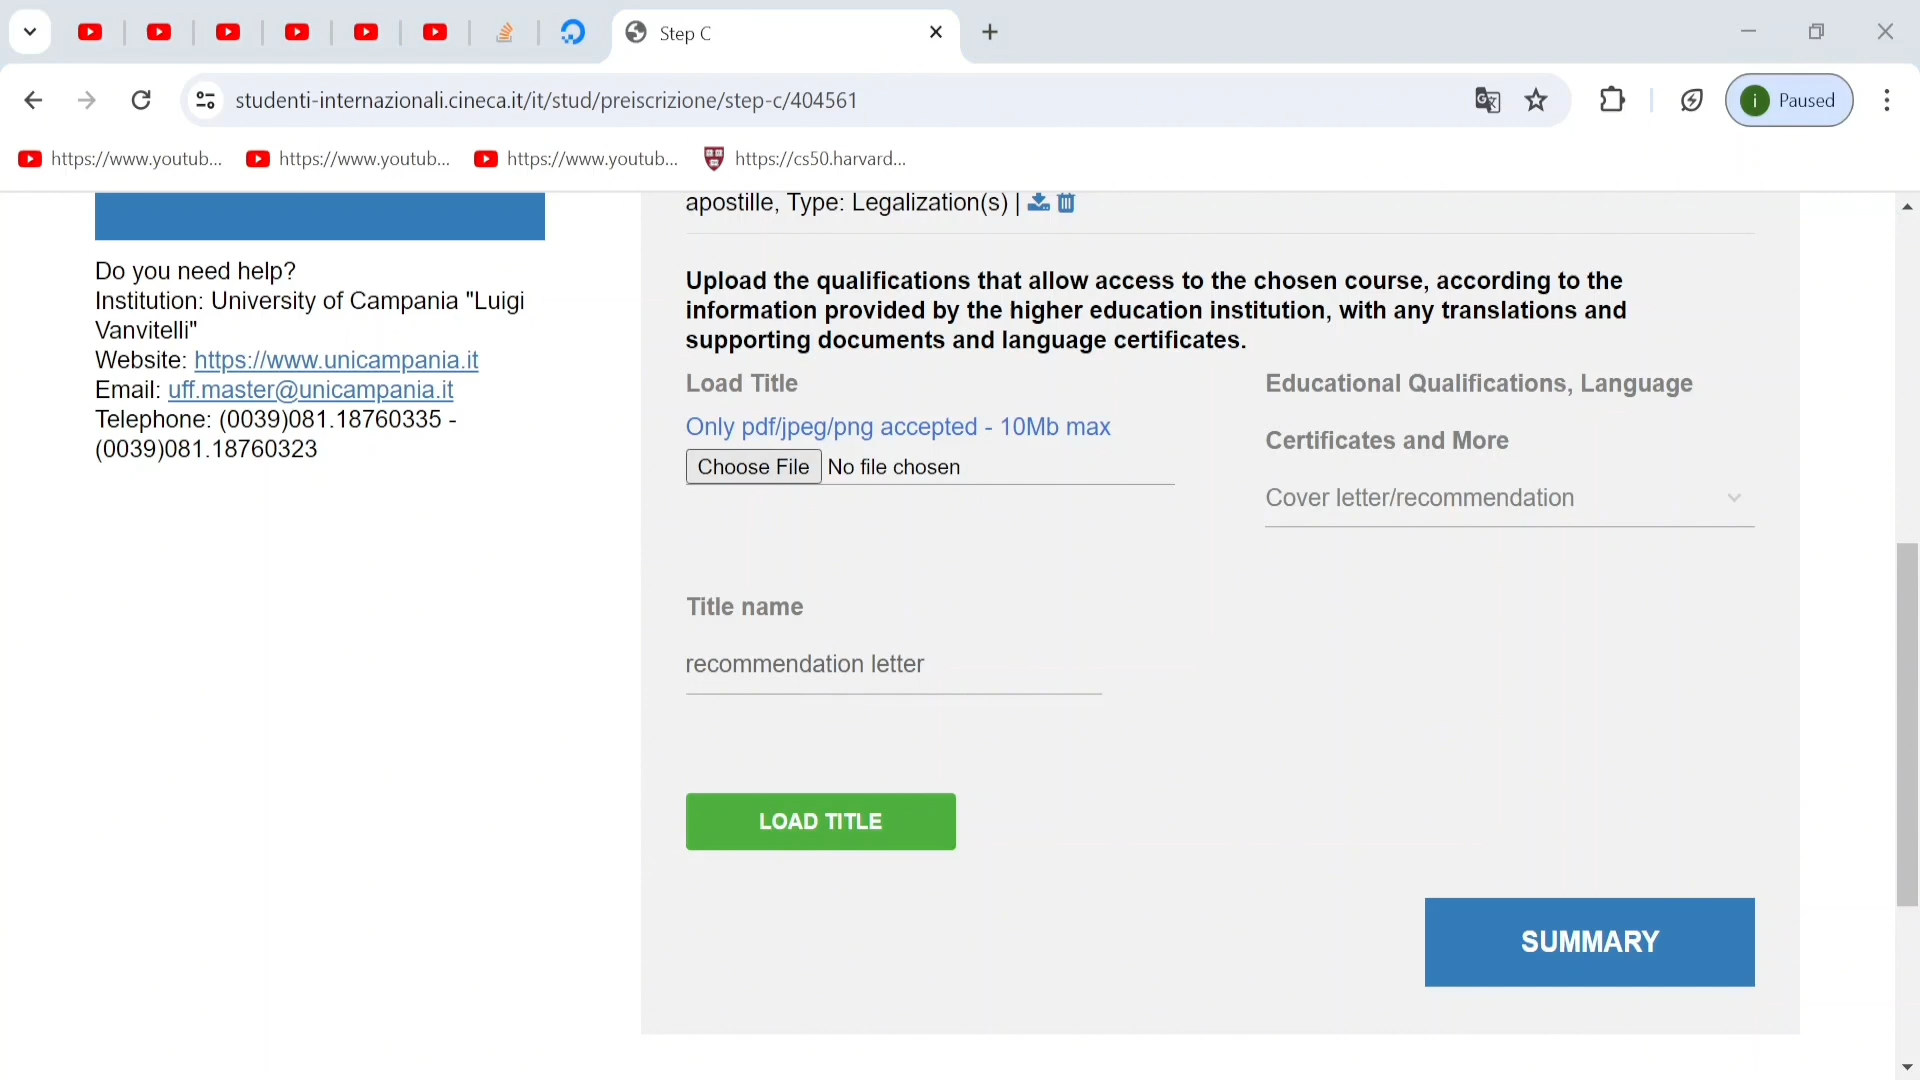 Step C
studenti-internazionali.cineca.it/it/stud/preiscrizione/step-c/404561
i Paused
https://www.youtub... https://www.youtub... https://www.youtub... https://cs50.harvard...
apostille, Type: Legalization(s) |
Do you need help?
Institution: University of Campania "Luigi
Vanvitelli"
Website: https://www.unicampania.it
Email: uff.master@unicampania.it
Telephone: (0039)081.18760335 -
(0039)081.18760323
Upload the qualifications that allow access to the chosen course, according to the
information provided by the higher education institution, with any translations and
supporting documents and language certificates.
Load Title
Only pdf/jpeg/png accepted - 10Mb max
Choose File No file chosen
Educational Qualifications, Language
Certificates and More
Cover letter/recommendation
Title name
recommendation letter
LOAD TITLE
SUMMARY